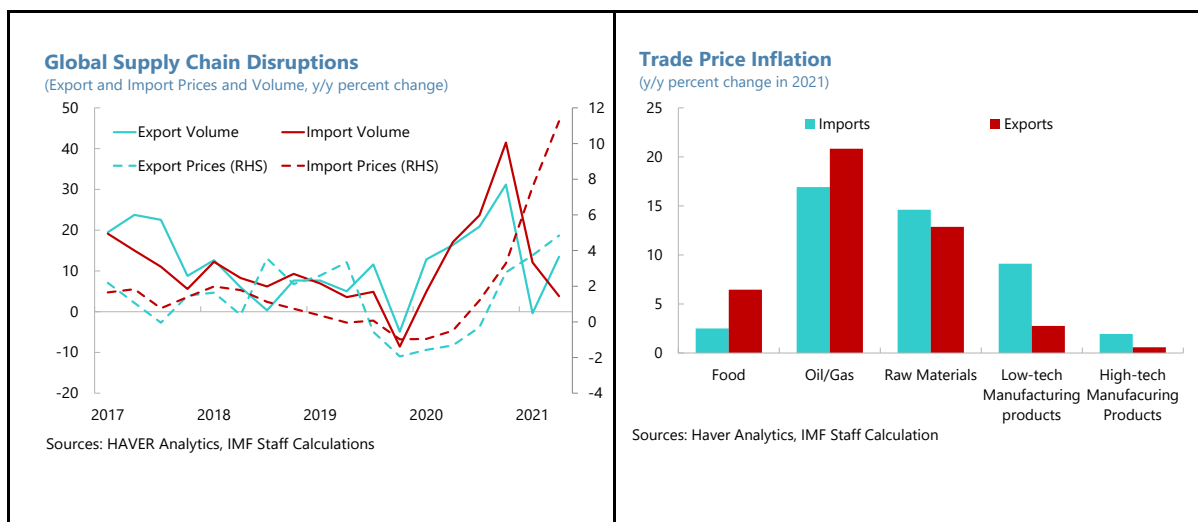 Global Supply Chain Disruptions
(Export and Import Prices and Volume, y/y percent change)
50
40
30
20
10
0
-10
-20
12
10
8
6
4
2
0
-2
-4
Export Volume
Import Volume
Export Prices (RHS)
Import Prices (RHS)
2017 2018 2019 2020 2021
Sources: HAVER Analytics, IMF Staff Calculations
Trade Price Inflation
(y/y percent change in 2021)
25
20
15
10
5
0
Imports
Exports
Food
Oil/Gas
Raw Materials
Low-tech
Manufacturing
products
High-tech
Manufacuring
Products
Sources: Haver Analytics, IMF Staff Calculation